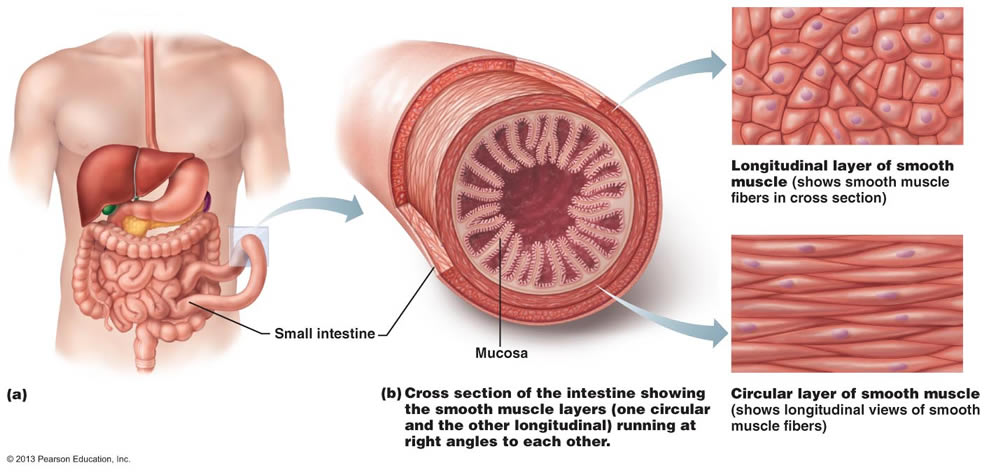 Longitudinal layer of smooth
muscle (shows smooth muscle
fibers in cross section)
Small intestine
Mucosa
(a)
(b) Cross section of the intestine showing
the smooth muscle layers (one circular
and the other longitudinal) running at
right angles to each other.
Circular layer of smooth muscle
(shows longitudinal views of smooth
muscle fibers)
© 2013 Pearson Education, Inc.